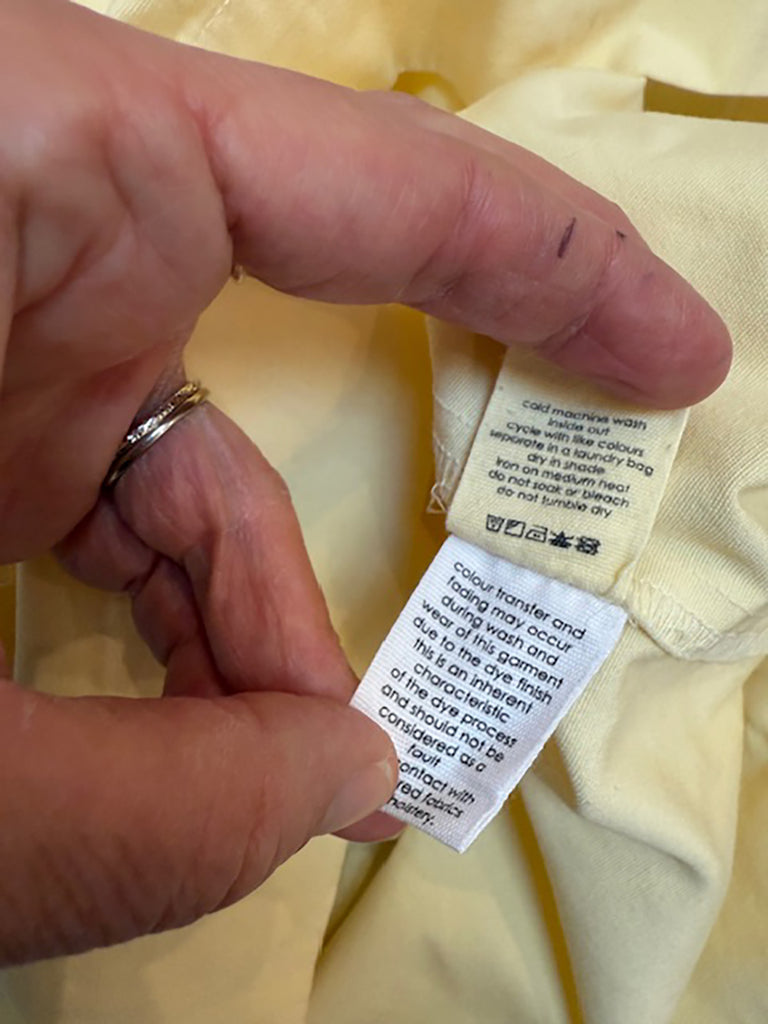 cold machine wash
inside out
cycle with like colours
separate in a laundry bag
dry in shade
iron on medium heat
do not soak or bleach
do not tumble dry
colour transfer and
fading may occur
during wash and
wear of this garment
due to the dye finish
this is an inherent
characteristic
of the dye process
and should not be
considered as a
fault
contact with
fabrics